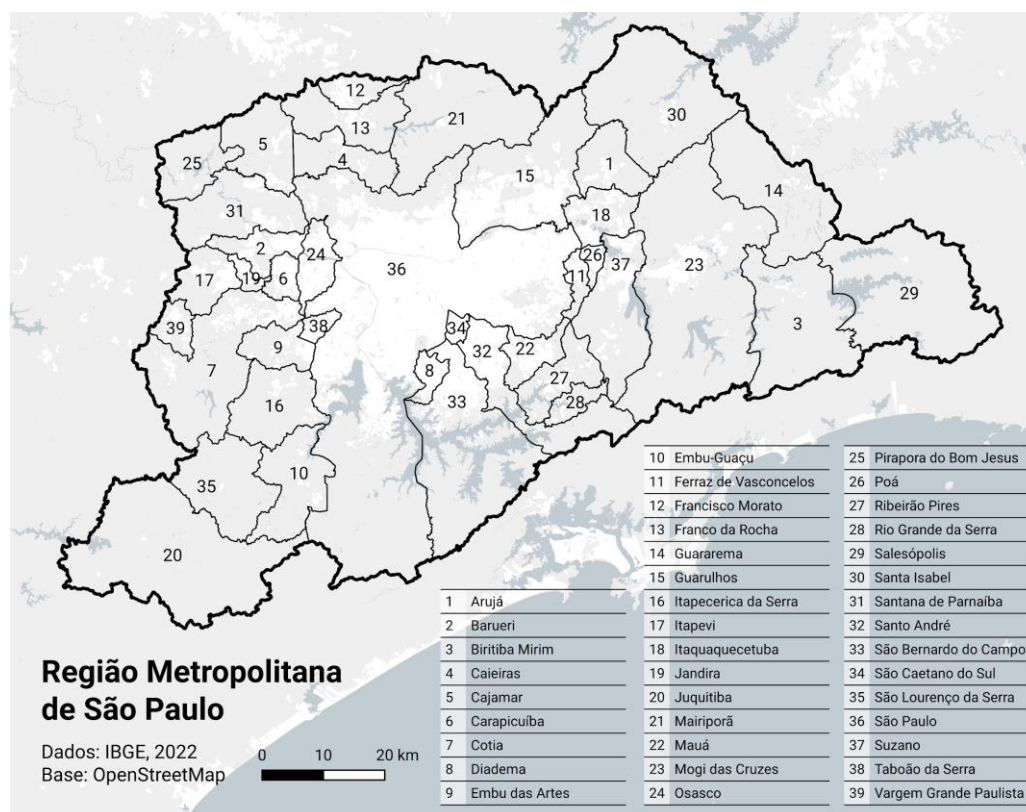 12
21
13
30
5
4
25
15
1
14
31
18
2
24
36
26
37
23
17
19
6
11
29
39
38
34
3
9
32
22
7
8
27
16
33
28
10
35
20
Região Metropolitana
de São Paulo
Dados: IBGE, 2022
Base: OpenStreetMap
0 10 20 km
1 Arujá
2 Barueri
3 Biritiba Mirim
4 Caieiras
5 Cajamar
6 Carapicuíba
7 Cotia
8 Diadema
9 Embu das Artes
10 Embu-Guaçu
11 Ferraz de Vasconcelos
12 Francisco Morato
13 Franco da Rocha
14 Guararema
15 Guarulhos
16 Itapecerica da Serra
17 Itapevi
18 Itaquaquecetuba
19 Jandira
20 Juquitiba
21 Mairiporã
22 Mauá
23 Mogi das Cruzes
24 Osasco
25 Pirapora do Bom Jesus
26 Poá
27 Ribeirão Pires
28 Rio Grande da Serra
29 Salesópolis
30 Santa Isabel
31 Santana de Parnaíba
32 Santo André
33 São Bernardo do Campo
34 São Caetano do Sul
35 São Lourenço da Serra
36 São Paulo
37 Suzano
38 Taboão da Serra
39 Vargem Grande Paulista